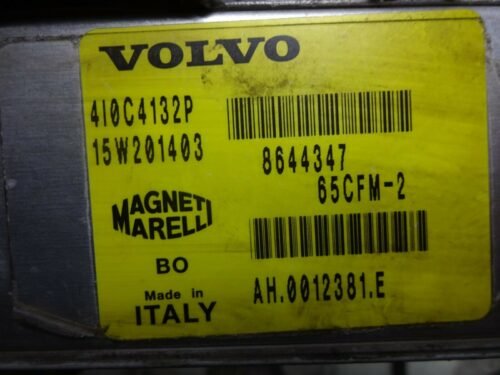 VOLVO
4I0C4132P
15W201403
8644347
65CFM-2
MAGNETI
MARELLI
BO
Made in
ITALY
AH.0012381.E